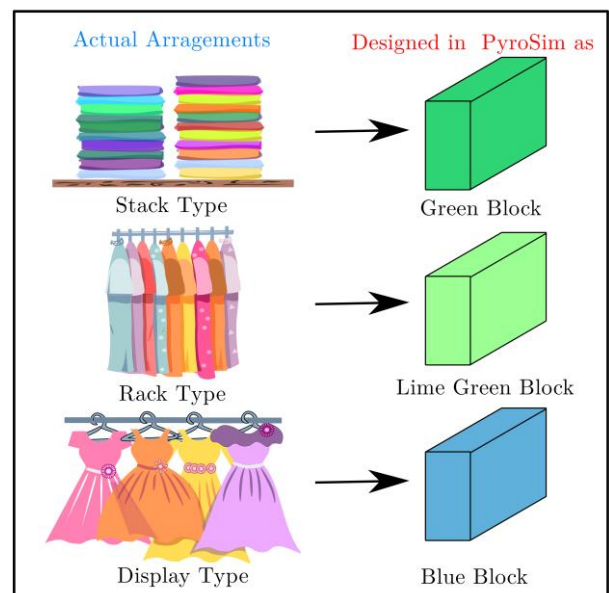 Actual Arragements
Designed in PyroSim as
Stack Type
Green Block
Rack Type
Lime Green Block
Display Type
Blue Block